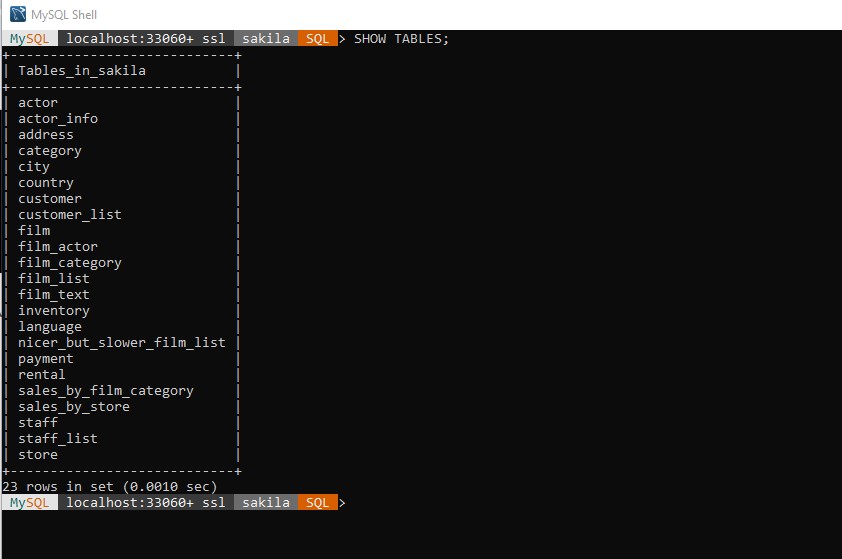 MySQL Shell
MySQL localhost:33060+ ssl sakila SQL > SHOW TABLES;
+----------------------------+
| Tables_in_sakila           |
+----------------------------+
| actor                      |
| actor_info                 |
| address                    |
| category                   |
| city                       |
| country                    |
| customer                   |
| customer_list              |
| film                       |
| film_actor                 |
| film_category              |
| film_list                  |
| film_text                  |
| inventory                  |
| language                   |
| nicer_but_slower_film_list |
| payment                    |
| rental                     |
| sales_by_film_category     |
| sales_by_store             |
| staff                      |
| staff_list                 |
| store                      |
+----------------------------+
23 rows in set (0.0010 sec)
MySQL localhost:33060+ ssl sakila SQL >